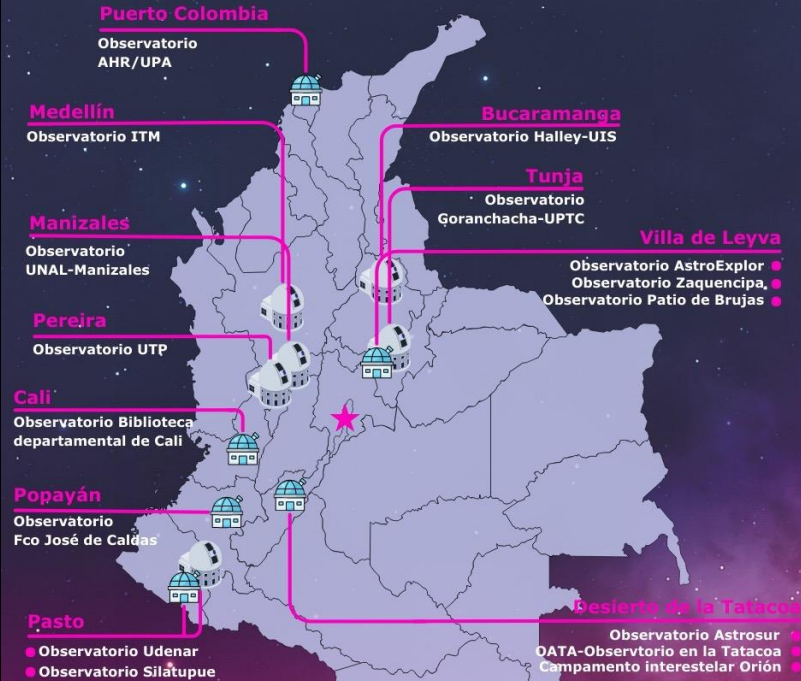 Puerto Colombia
Observatorio
AHR/UPA
Medellín
Observatorio ITM
Bucaramanga
Observatorio Halley-UIS
Tunja
Observatorio
Goranchacha-UPTC
Manizales
Observatorio
UNAL-Manizales
Villa de Leyva
Observatorio AstroExplor
Observatorio Zaquencipa
Observatorio Patio de Brujas
Pereira
Observatorio UTP
Cali
Observatorio Biblioteca
departamental de Cali
Popayán
Observatorio
Fco José de Caldas
Pasto
Observatorio Udenar
Observatorio Silatupue
Desierto de la Tatacoa
Observatorio Astrosur
OATA-Observtorio en la Tatacoa
Campamento interestelar Orión